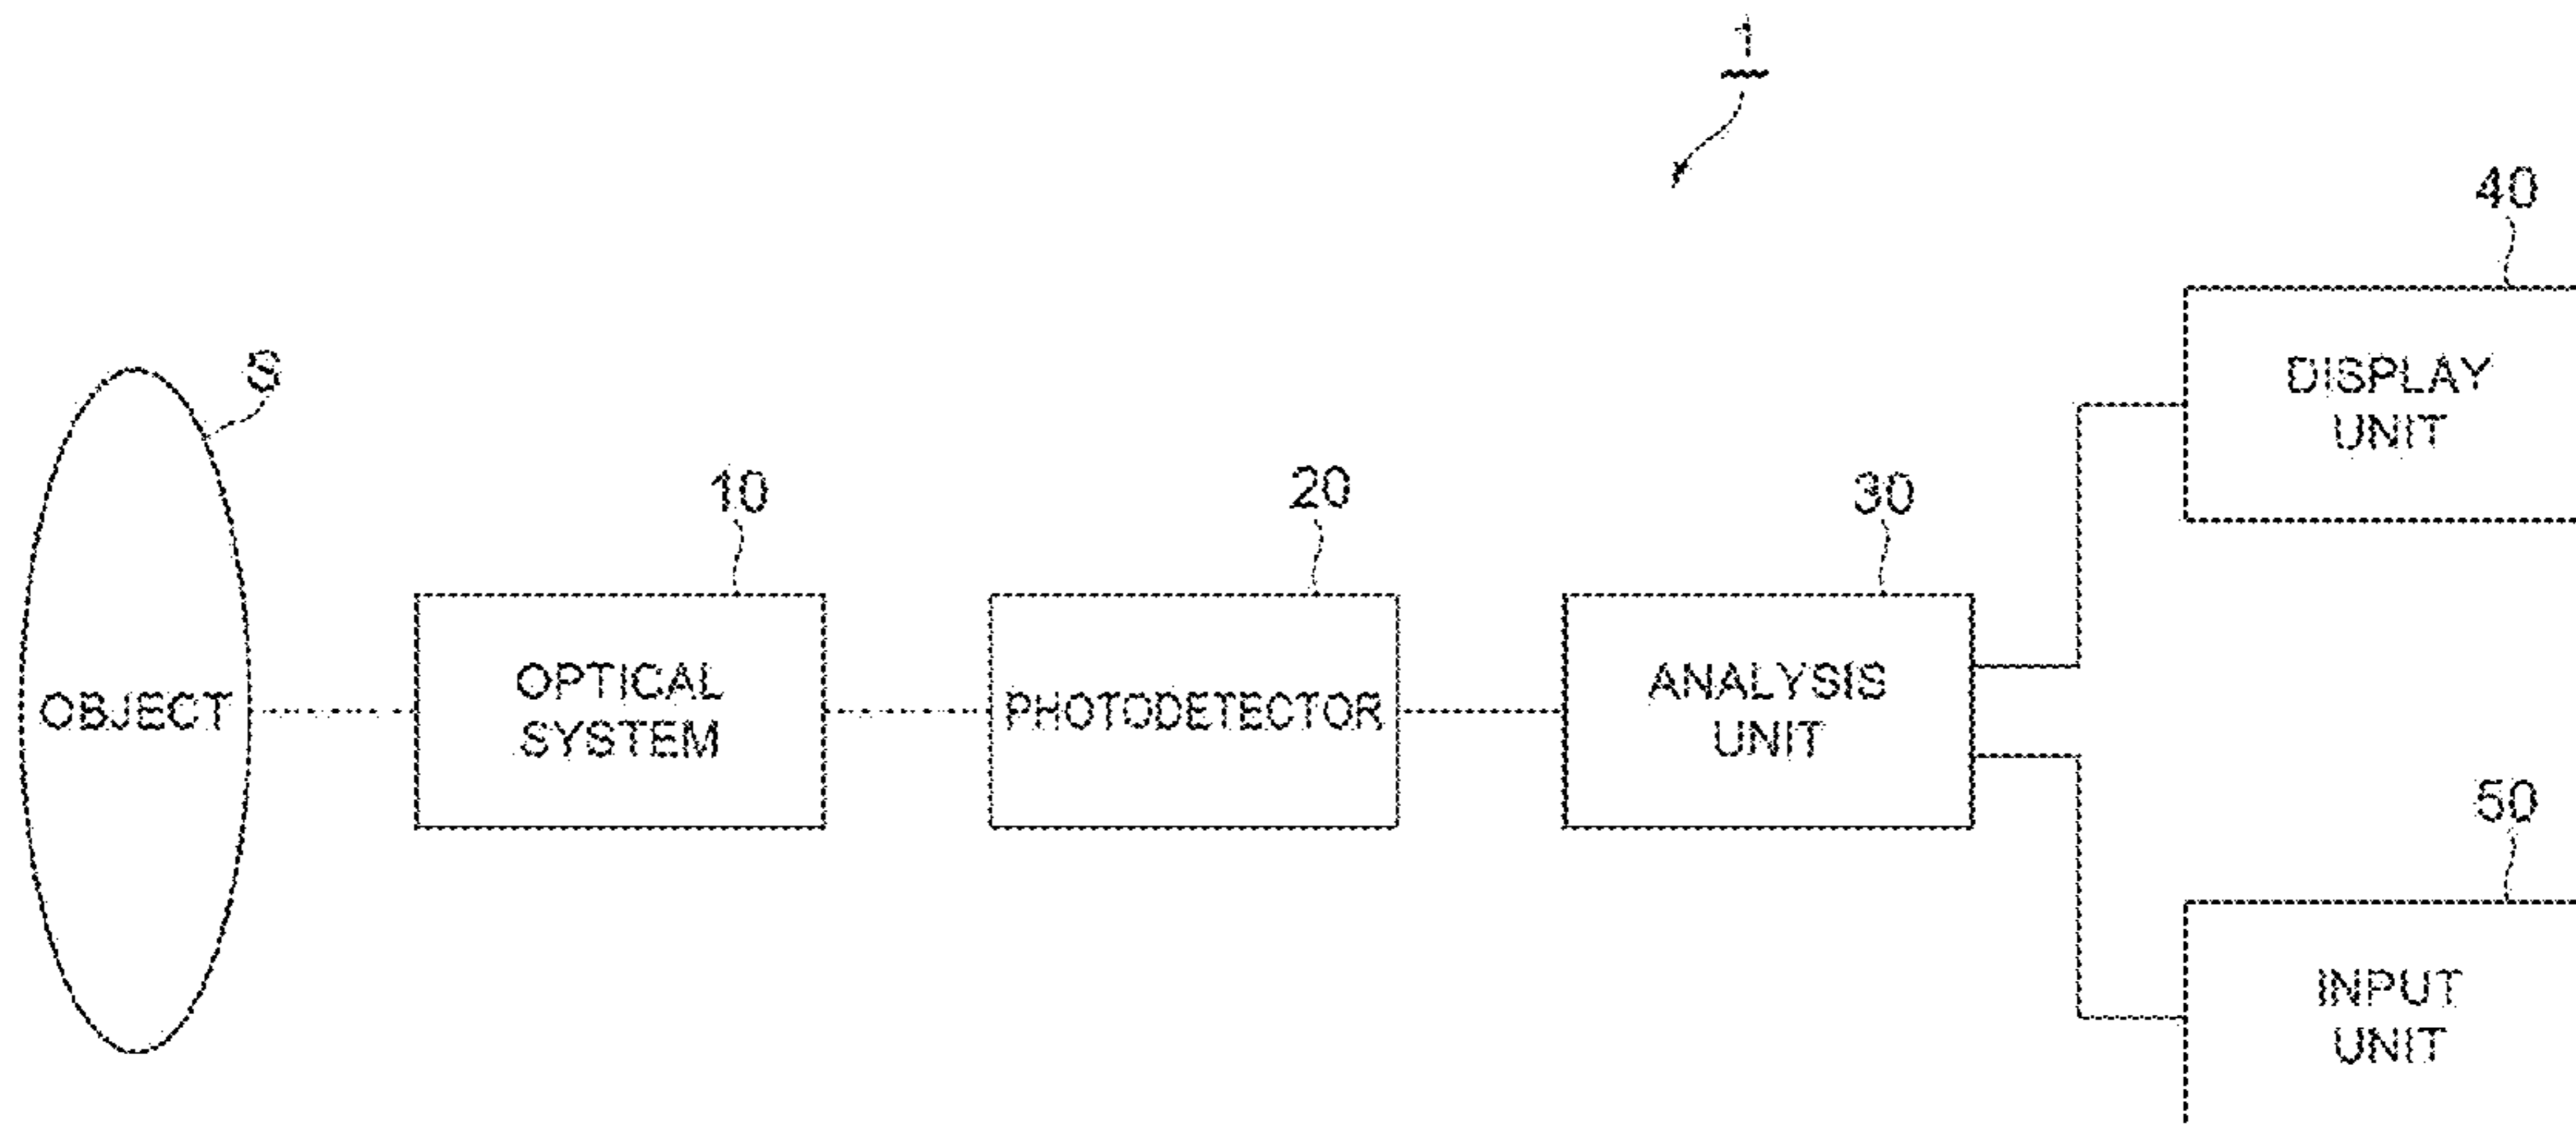 1
40
DISPLAY
UNIT
S
10
20
30
OBJECT
OPTICAL
SYSTEM
PHOTODETECTOR
ANALYSIS
UNIT
50
INPUT
UNIT